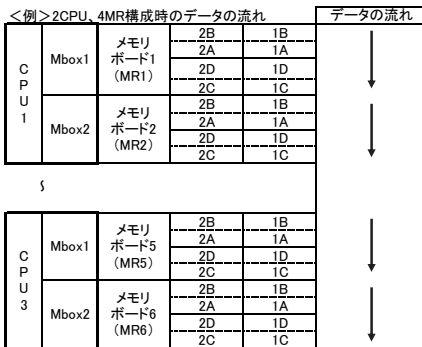 <例>2CPU、4MR構成時のデータの流れ
データの流れ
CPU1
Mbox1
メモリ
ボード1
(MR1)
2B 1B
2A 1A
2D 1D
2C 1C
Mbox2
メモリ
ボード2
(MR2)
2B 1B
2A 1A
2D 1D
2C 1C
〜
CPU3
Mbox1
メモリ
ボード5
(MR5)
2B 1B
2A 1A
2D 1D
2C 1C
Mbox2
メモリ
ボード6
(MR6)
2B 1B
2A 1A
2D 1D
2C 1C